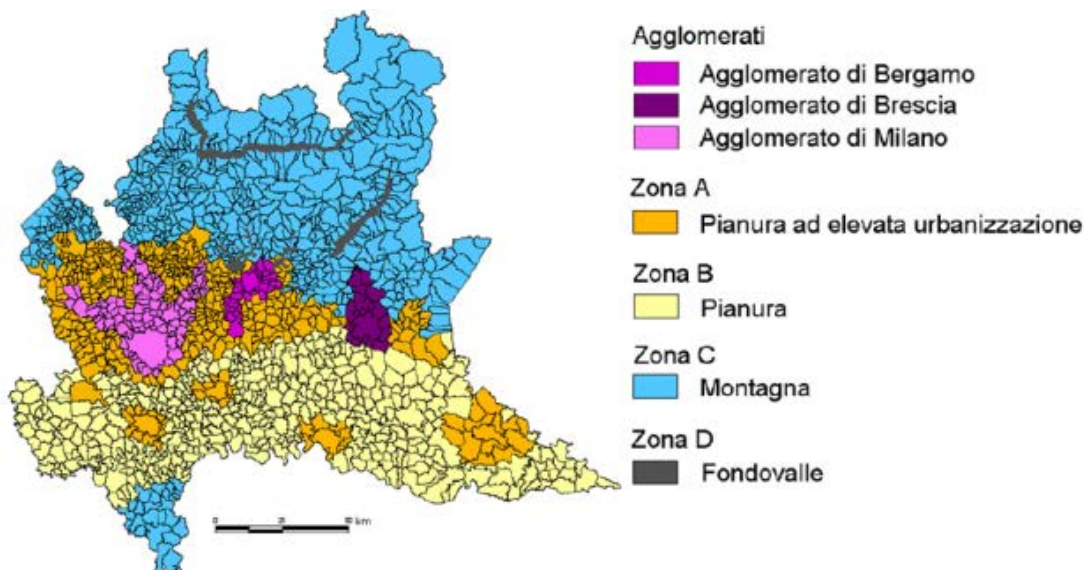 Agglomerati
Agglomerato di Bergamo
Agglomerato di Brescia
Agglomerato di Milano
Zona A
Pianura ad elevata urbanizzazione
Zona B
Pianura
Zona C
Montagna
Zona D
Fondovalle
km